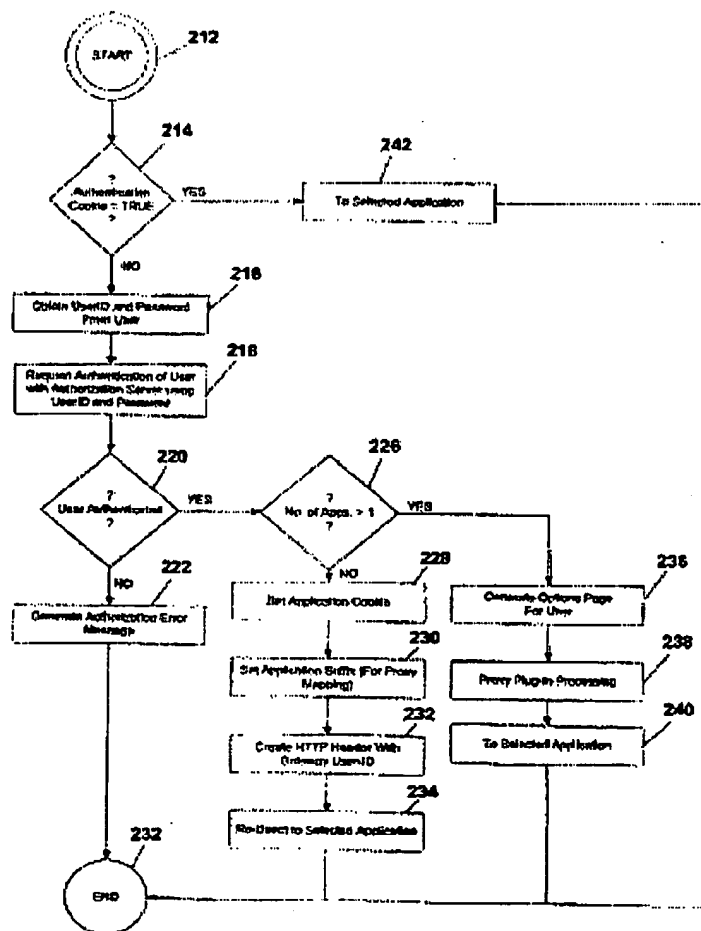 START
212
214
?
Authentication
Cookie = TRUE
?
YES
242
To Selected Application
NO
216
Obtain UserID and Password
From User
218
Request Authentication of User
with Authorization Server using
UserID and Password
220
?
User Authenticated
?
YES
226
?
No. of Apps. > 1
?
YES
NO
222
Generate Authorization Error
Message
NO
228
Set Application Cookie
236
Generate Options Page
For User
230
Set Application Suffix (For Proxy
Mapping)
238
Proxy Plug-In Processing
232
Create HTTP Header With
Gateway UserID
240
To Selected Application
234
Re-Direct to Selected Application
232
END